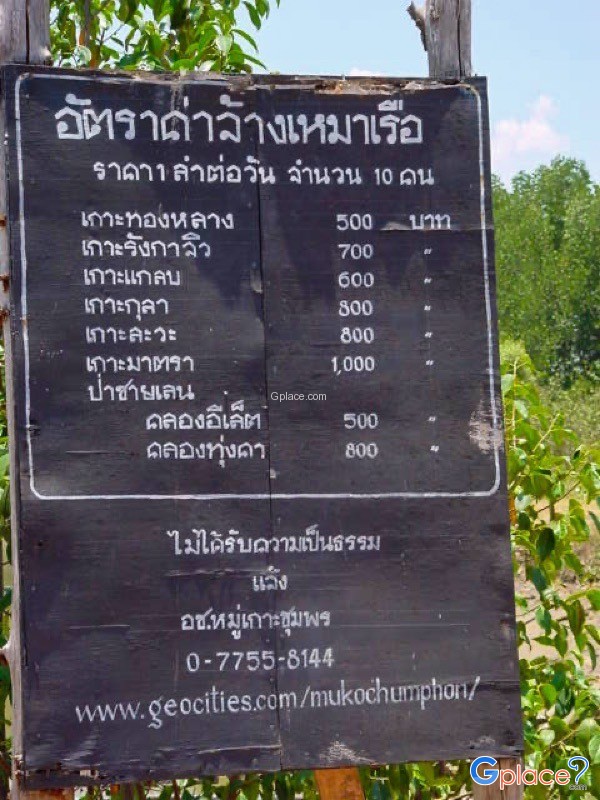 อัตราค่าจ้างเหมาเรือ
ราคา 1 ลำต่อวัน จำนวน 10 คน
เกาะทองหลาง 500 บาท
เกาะรังกาจิว 700 "
เกาะแกลบ 600 "
เกาะกุลา 800 "
เกาะละวะ 800 "
เกาะมาตรา 1,000 "
ป่าชายเลน
Gplace.com
คลองอีเล็ต 500 "
คลองทุ่งคา 800 "
ไม่ได้รับความเป็นธรรม
แจ้ง
อช.หมู่เกาะชุมพร
0-7755-8144
www.geocities.com/mukochumphon/
Gplace?.com